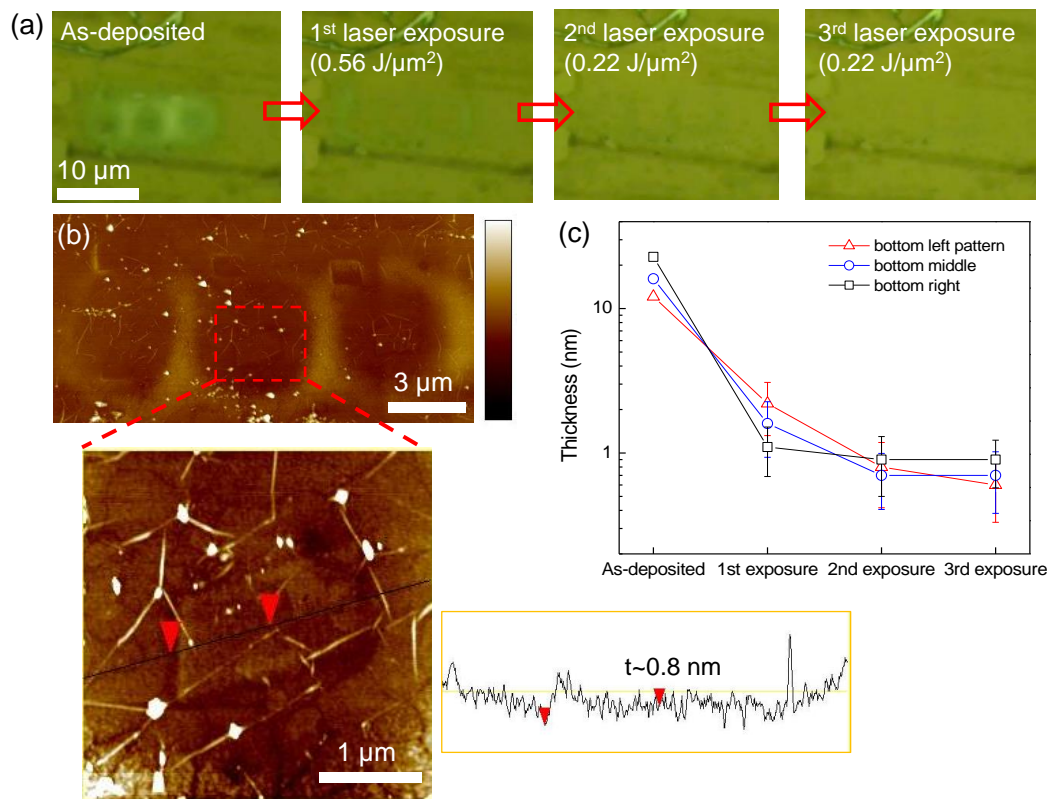 (a)
As-deposited
1st laser exposure
(0.56 J/µm²)
2nd laser exposure
(0.22 J/µm²)
3rd laser exposure
(0.22 J/µm²)
10 µm
(b)
3 µm
1 µm
t~0.8 nm
(c)
bottom left pattern
bottom middle
bottom right
Thickness (nm)
10
1
As-deposited 1st exposure 2nd exposure 3rd exposure